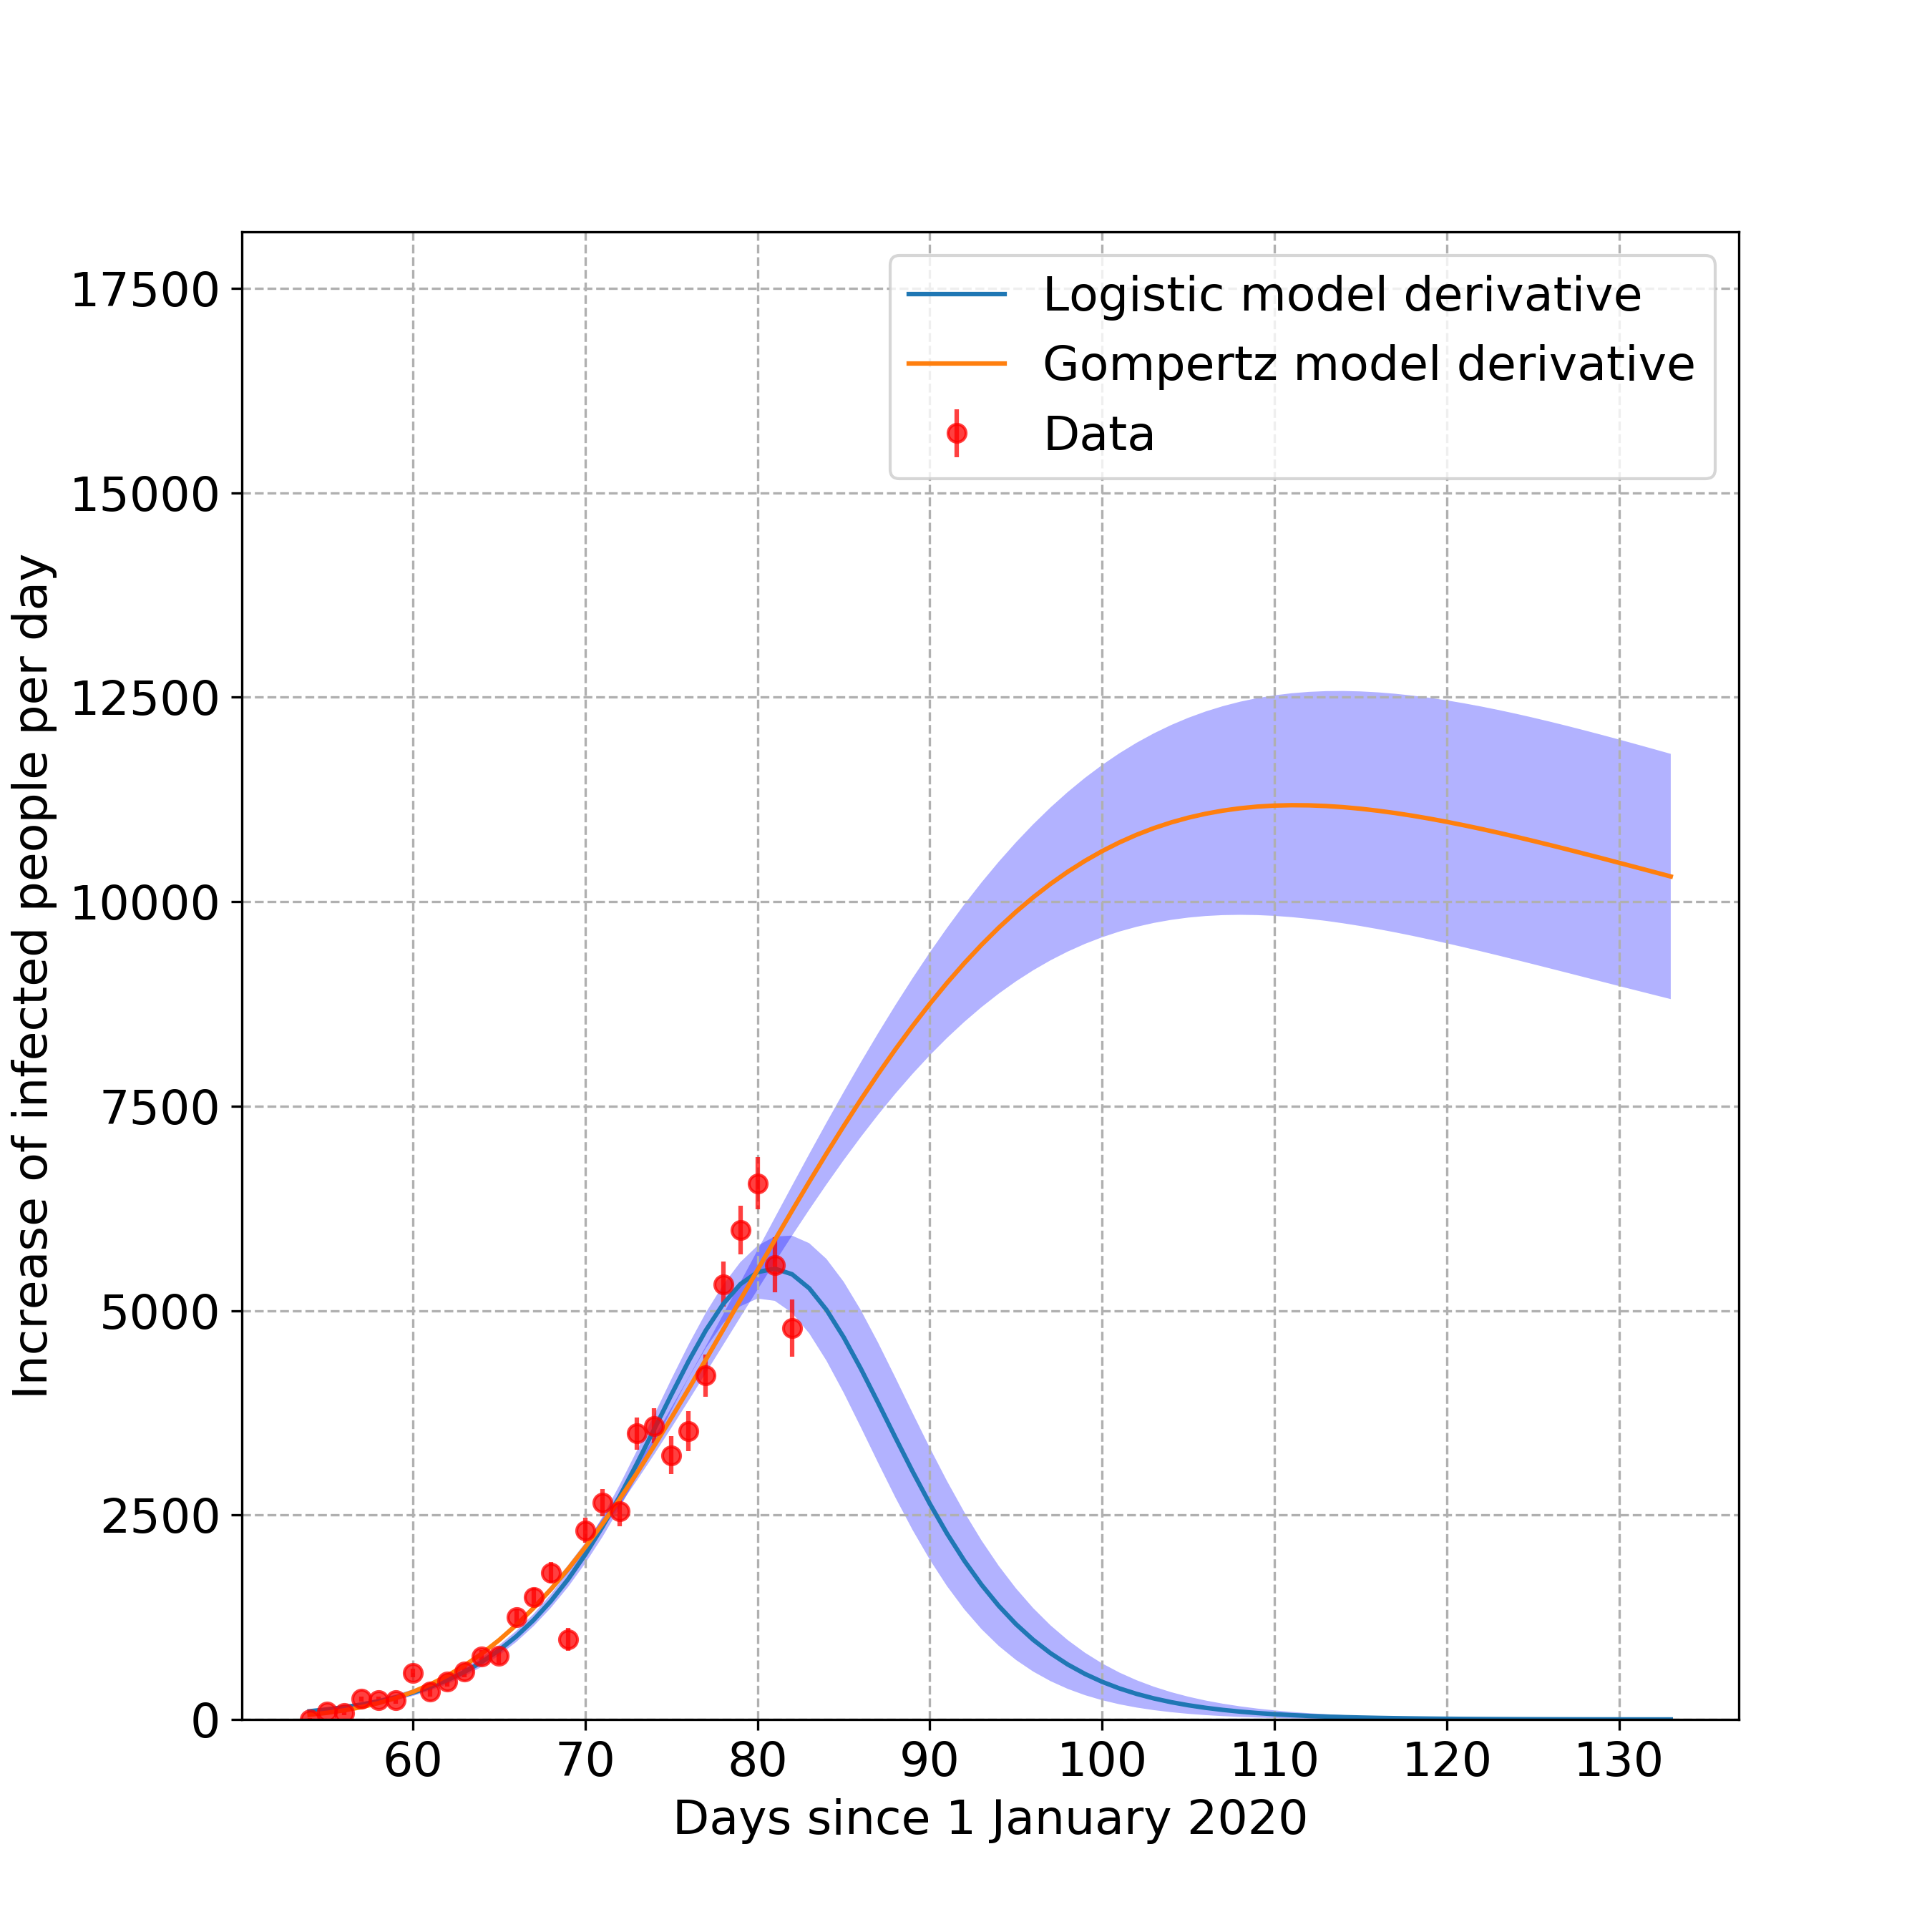 Logistic model derivative
Gompertz model derivative
Data
17500
15000
12500
10000
7500
5000
2500
0
60 70 80 90 100 110 120 130
Days since 1 January 2020
Increase of infected people per day